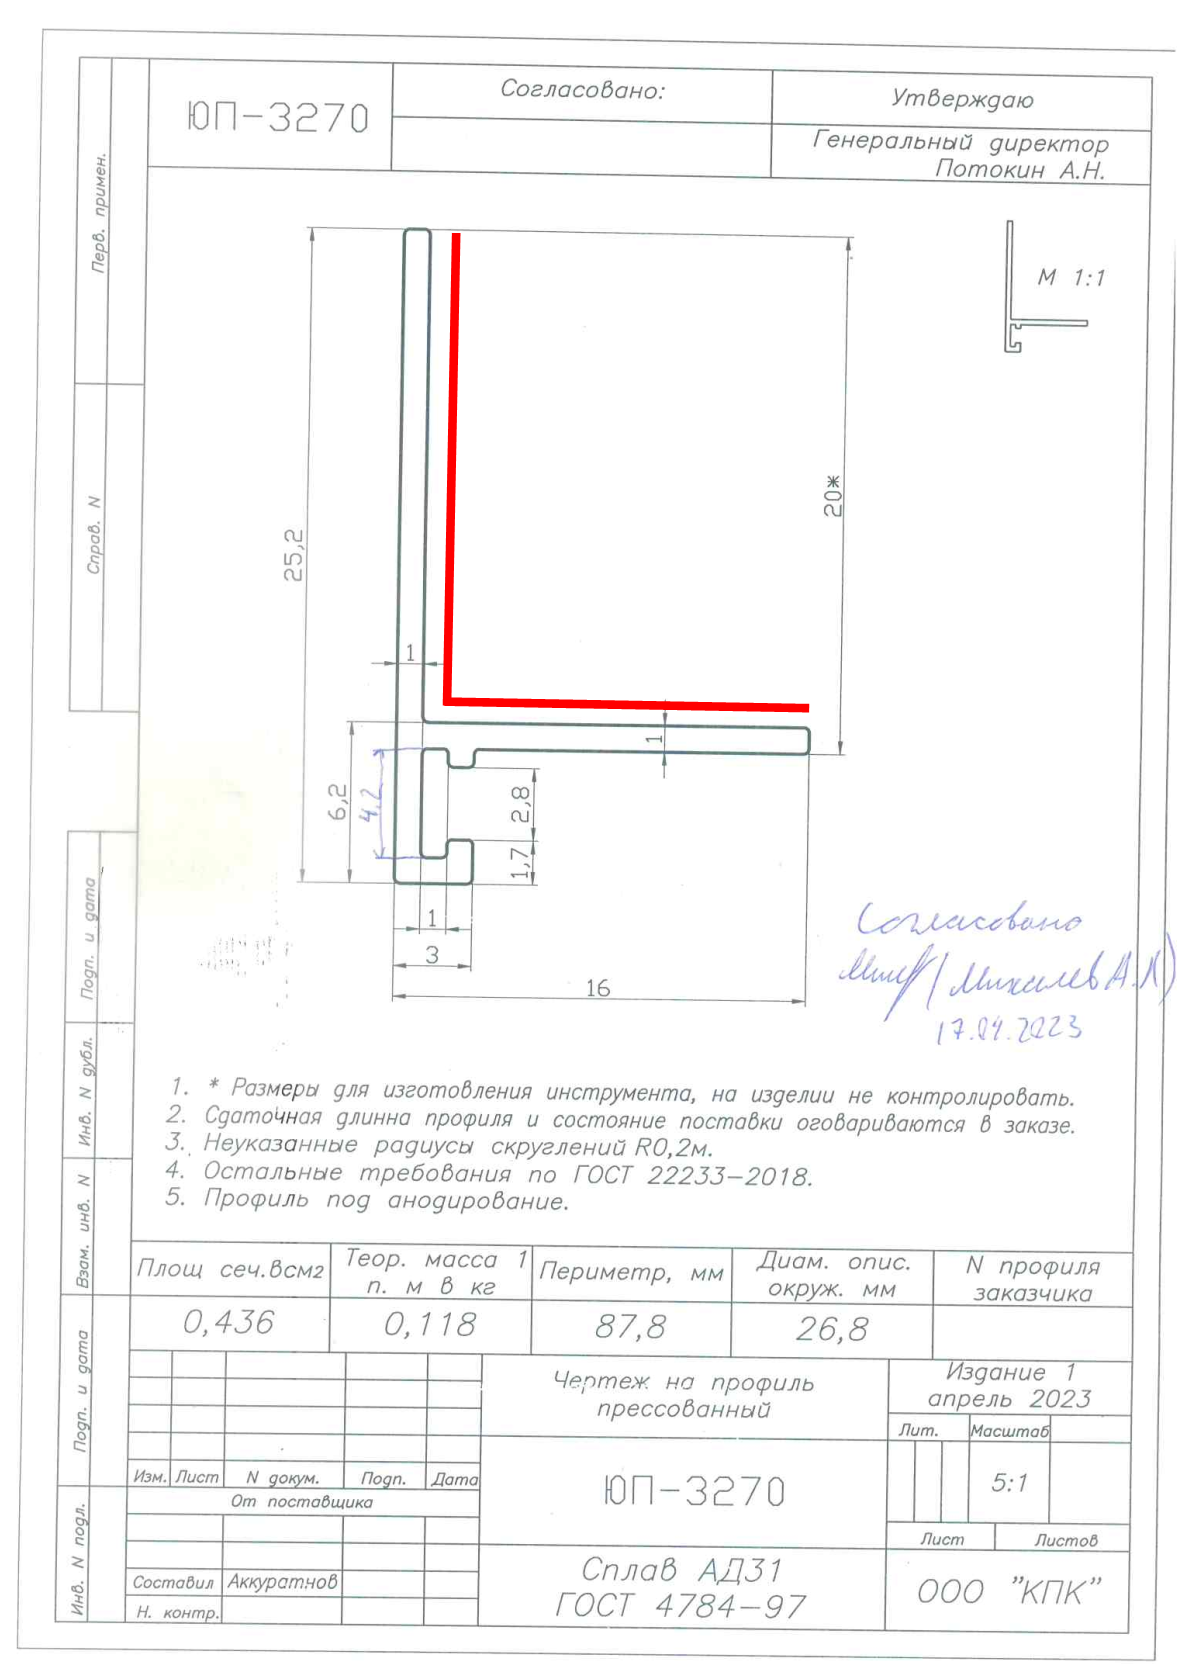 ЮП-3270
Согласовано:
Утверждаю
Генеральный директор
Потокин А.Н.
Перв. примен.
Справ. N
Подп. и дата
Инв. N дубл.
Взам. инв. N
Подп. и дата
Инв. N подл.
М 1:1
25,2
20*
1
1
6,2
4,2
2,8
1,7
1
3
16
Согласовано
Михалев А.
17.04.2023
1. * Размеры для изготовления инструмента, на изделии не контролировать.
2. Сдаточная длинна профиля и состояние поставки оговариваются в заказе.
3. Неуказанные радиусы скруглений R0,2м.
4. Остальные требования по ГОСТ 22233-2018.
5. Профиль под анодирование.
Площ сеч.всм2
Теор. масса 1
п. м в кг
Периметр, мм
Диам. опис.
окруж. мм
N профиля
заказчика
0,436
0,118
87,8
26,8
Чертеж на профиль
прессованный
Издание 1
апрель 2023
Лит.
Масштаб
Изм.
Лист
N докум.
Подп.
Дата
ЮП-3270
5:1
От поставщика
Лист
Листов
Составил
Аккуратнов
Н. контр.
Сплав АД31
ГОСТ 4784-97
ООО "КПК"